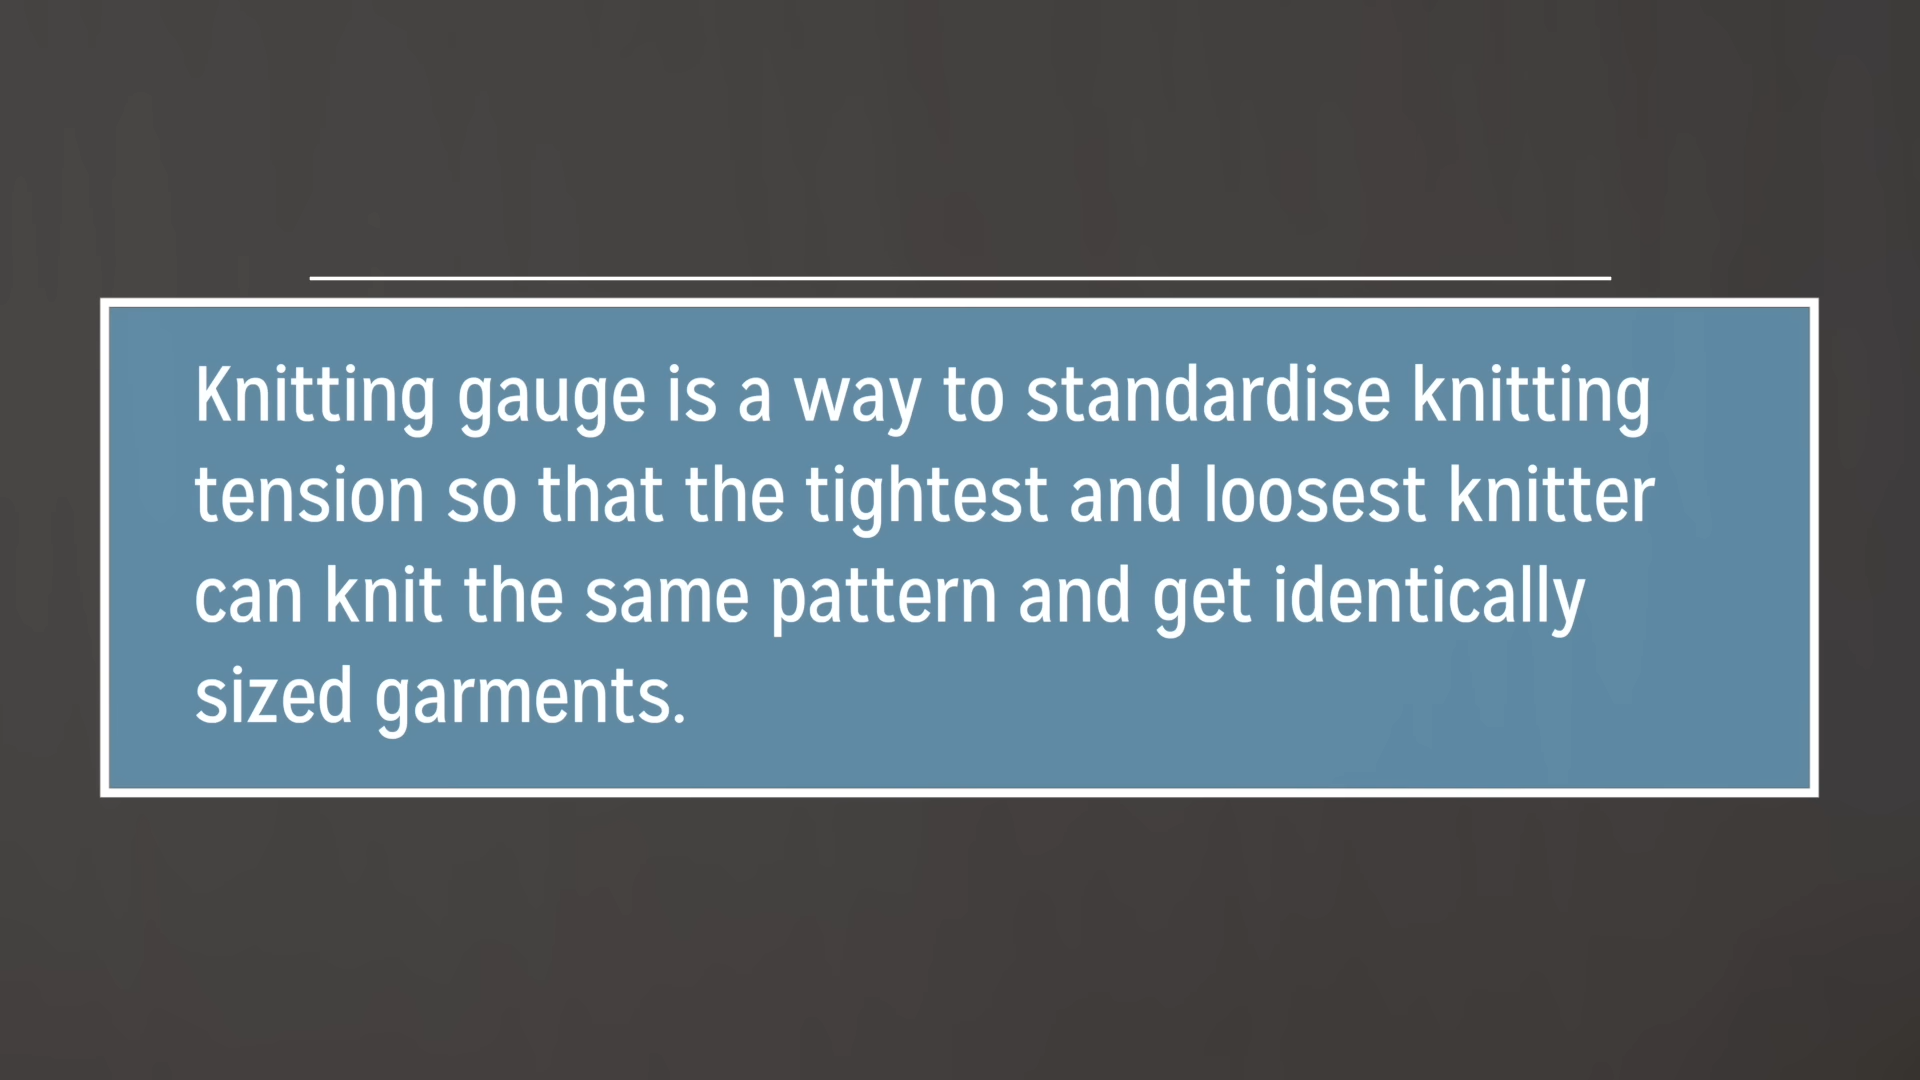 Knitting gauge is a way to standardise knitting
tension so that the tightest and loosest knitter
can knit the same pattern and get identically
sized garments.